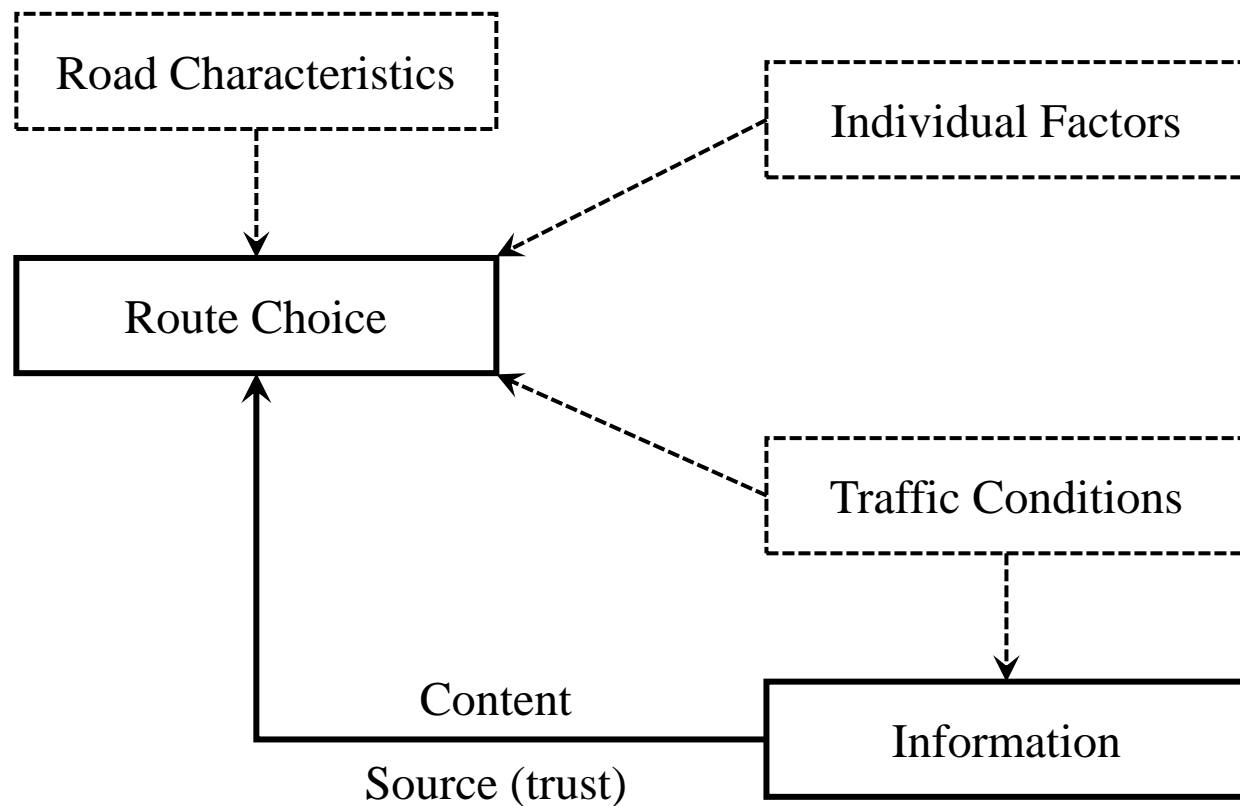 Road Characteristics
Individual Factors
Route Choice
Traffic Conditions
Content
Information
Source (trust)